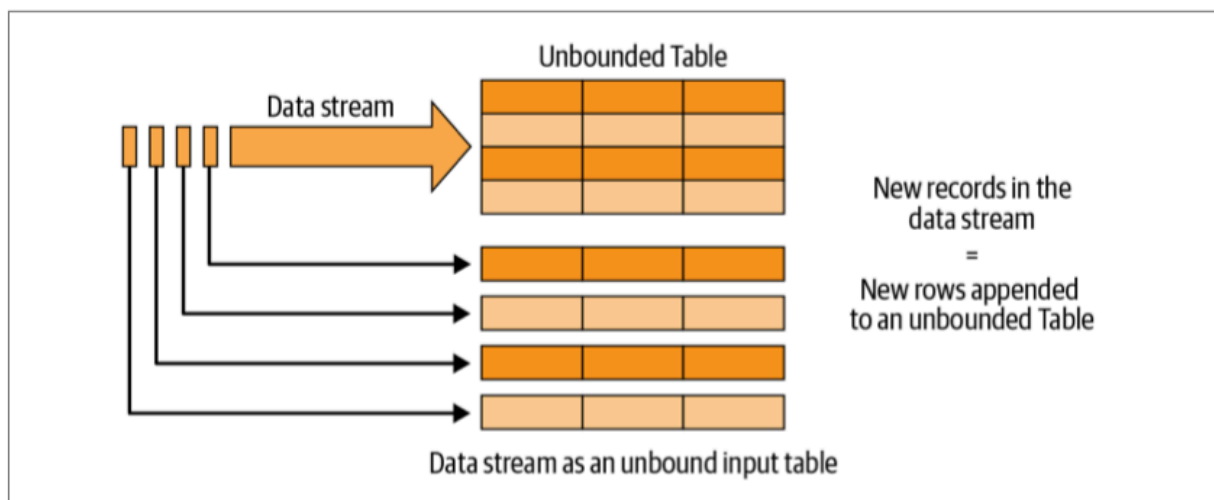 Unbounded Table
Data stream
New records in the
data stream
=
New rows appended
to an unbounded Table
Data stream as an unbound input table